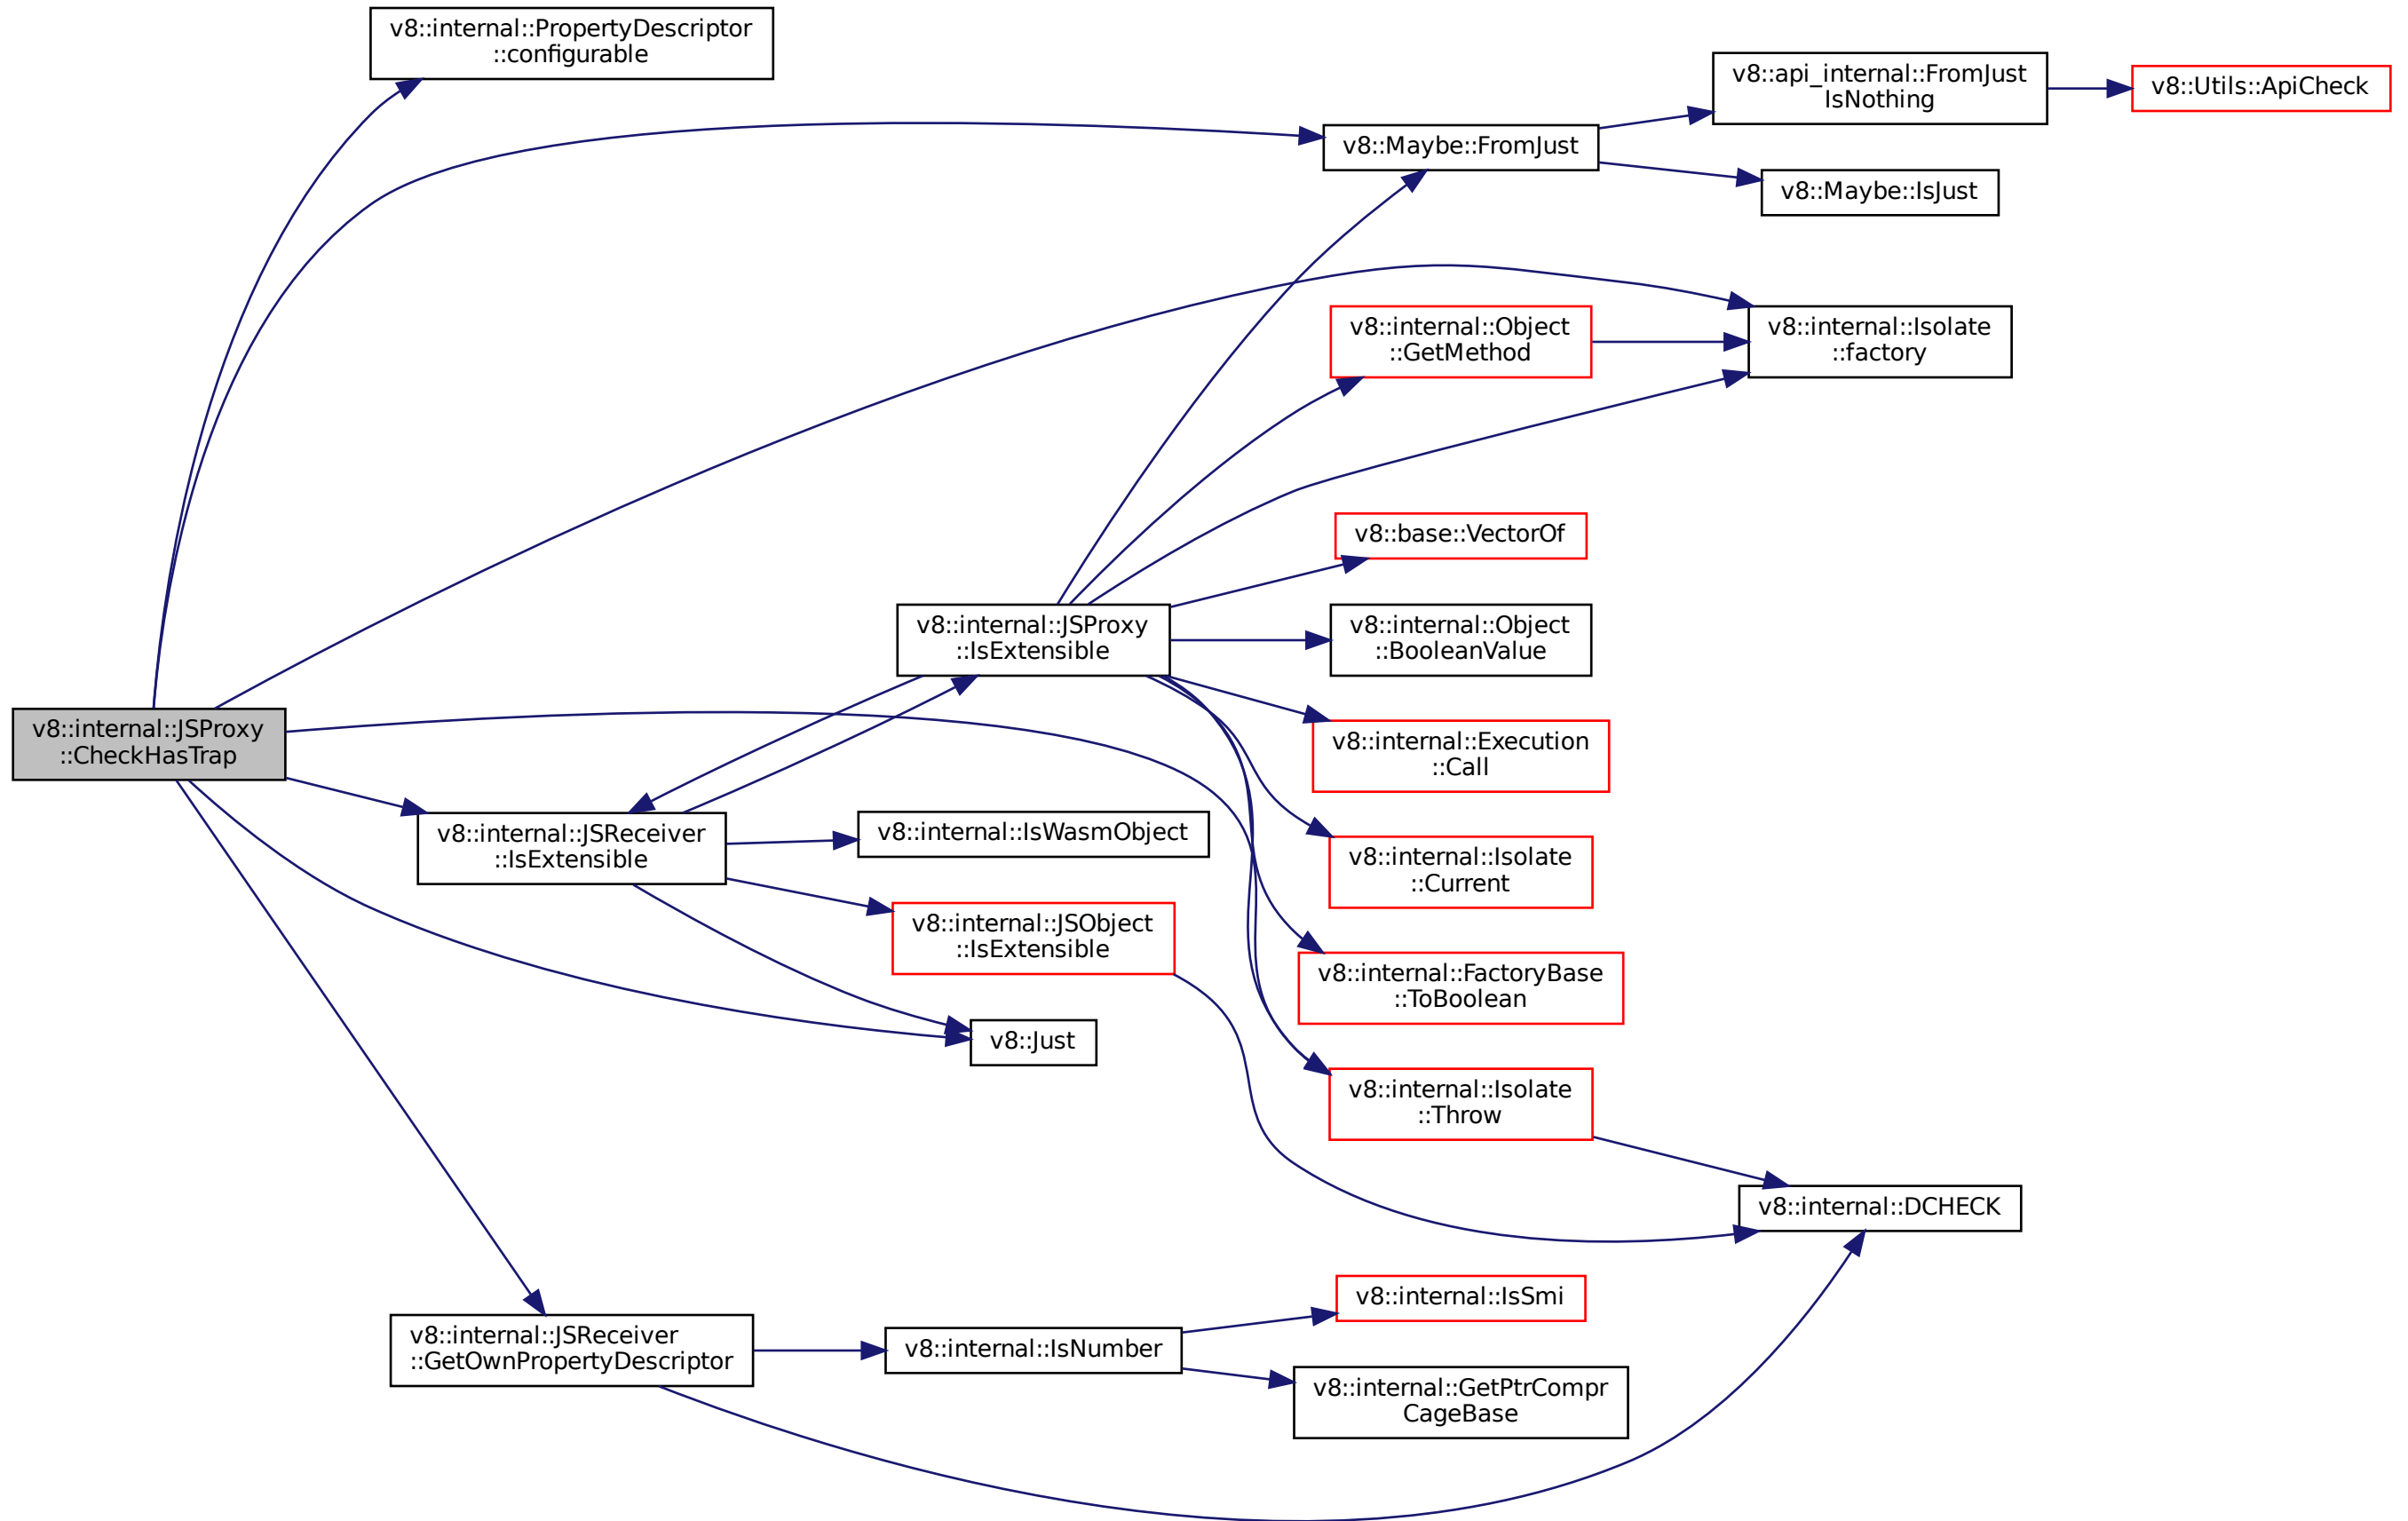 v8::internal::PropertyDescriptor
::configurable
v8::api_internal::FromJust
IsNothing
v8::Utils::ApiCheck
v8::Maybe::FromJust
v8::Maybe::IsJust
v8::internal::Object
::GetMethod
v8::internal::Isolate
::factory
v8::base::VectorOf
v8::internal::JSProxy
::IsExtensible
v8::internal::Object
::BooleanValue
v8::internal::JSProxy
::CheckHasTrap
v8::internal::Execution
::Call
v8::internal::JSReceiver
::IsExtensible
v8::internal::IsWasmObject
v8::internal::Isolate
::Current
v8::internal::JSObject
::IsExtensible
v8::internal::FactoryBase
::ToBoolean
v8::Just
v8::internal::Isolate
::Throw
v8::internal::DCHECK
v8::internal::IsSmi
v8::internal::JSReceiver
::GetOwnPropertyDescriptor
v8::internal::IsNumber
v8::internal::GetPtrCompr
CageBase